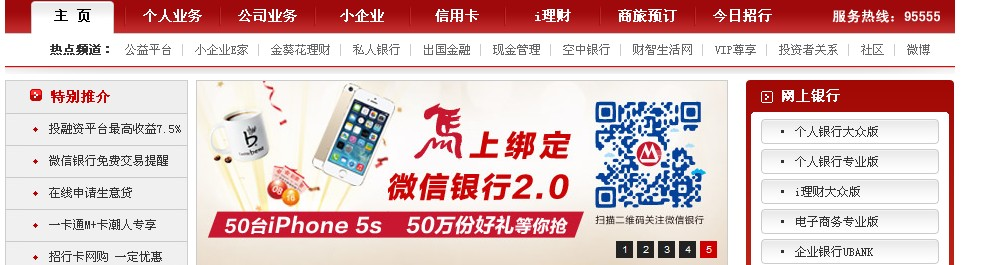 主 页 个人业务 公司业务 小企业 信用卡 i理财 商旅预订 今日招行 服务热线：95555
热点频道： 公益平台 小企业E家 金葵花理财 私人银行 出国金融 现金管理 空中银行 财智生活网 VIP尊享 投资者关系 社区 微博
特别推介
投融资平台最高收益7.5%
微信银行免费交易提醒
在线申请生意贷
一卡通M+卡潮人专享
招行卡网购 一定优惠
马上绑定
微信银行2.0
50台iPhone 5s 50万份好礼等你抢
扫描二维码关注微信银行
1 2 3 4 5
网上银行
个人银行大众版
个人银行专业版
i理财大众版
电子商务专业版
企业银行UBANK